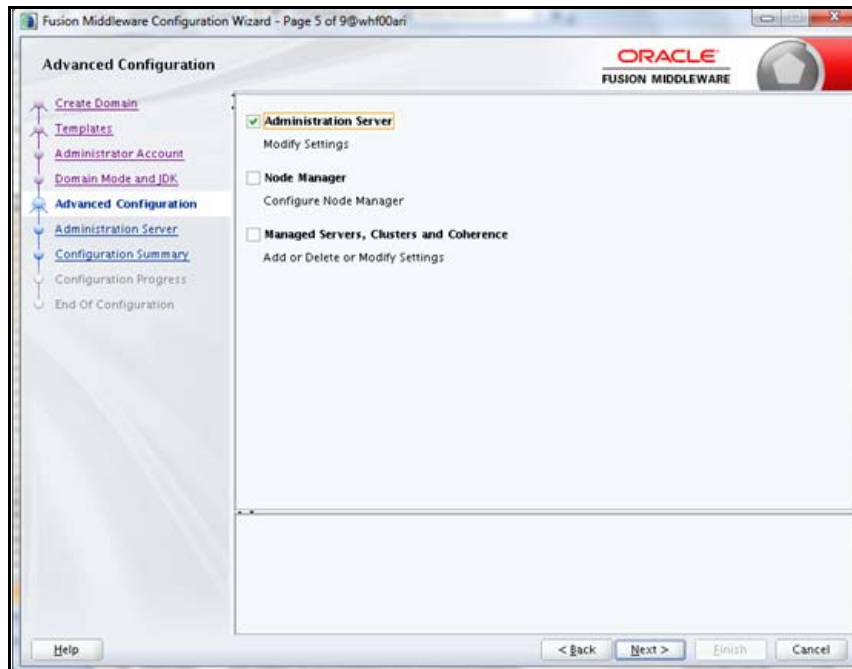 Fusion Middleware Configuration Wizard - Page 5 of 9@whf00ari
Advanced Configuration
ORACLE
FUSION MIDDLEWARE
Create Domain
Templates
Administrator Account
Domain Mode and JDK
Advanced Configuration
Administration Server
Configuration Summary
Configuration Progress
End Of Configuration
Administration Server
Modify Settings
Node Manager
Configure Node Manager
Managed Servers, Clusters and Coherence
Add or Delete or Modify Settings
Help
< Back
Next >
Finish
Cancel